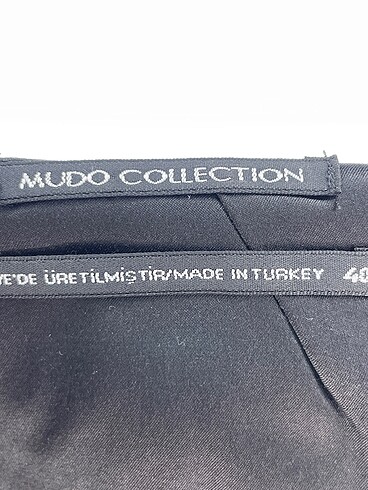 MUDO COLLECTION
YE'DE ÜRETİLMİŞTİR/MADE IN TURKEY 40